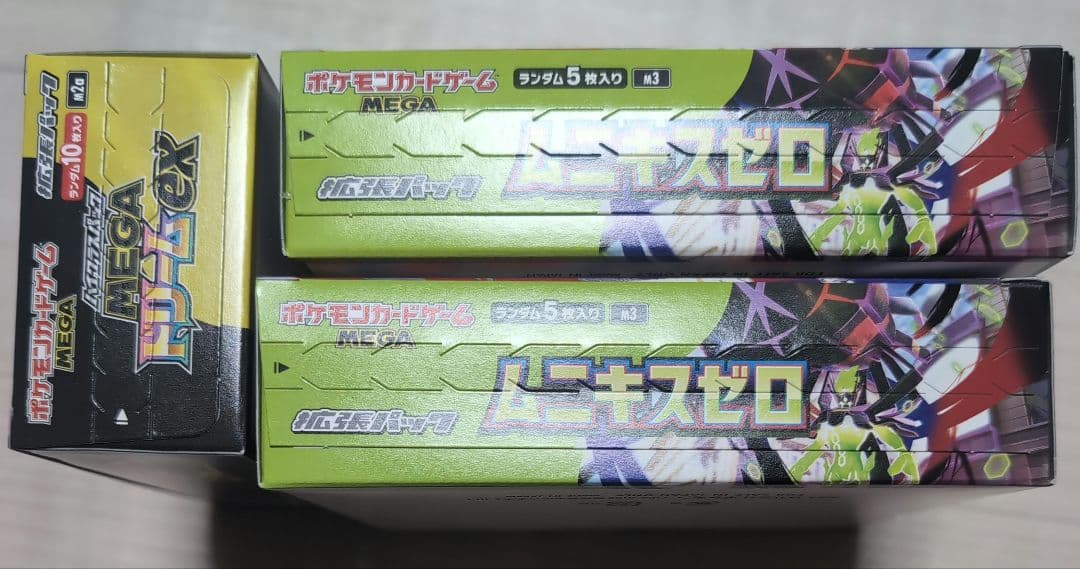 拡張パック
ランダム10枚入り M2a
ポケモンカードゲーム
MEGA
ハイクラスパック
MEGA
ドリームex
ポケモンカードゲーム
MEGA
ランダム5枚入り M3
ムニキスゼロ
拡張パック
ポケモンカードゲーム
MEGA
ランダム5枚入り M3
ムニキスゼロ
拡張パック